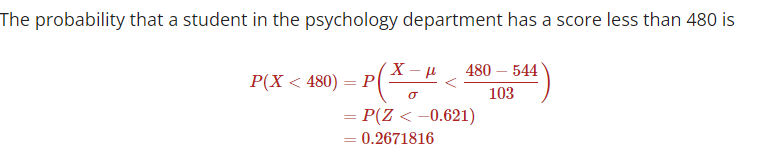 The probability that a student in the psychology department has a score less than 480 is
P(X < 480) = P( (X − μ)/σ < (480 − 544)/103 )
= P(Z < −0.621)
= 0.2671816